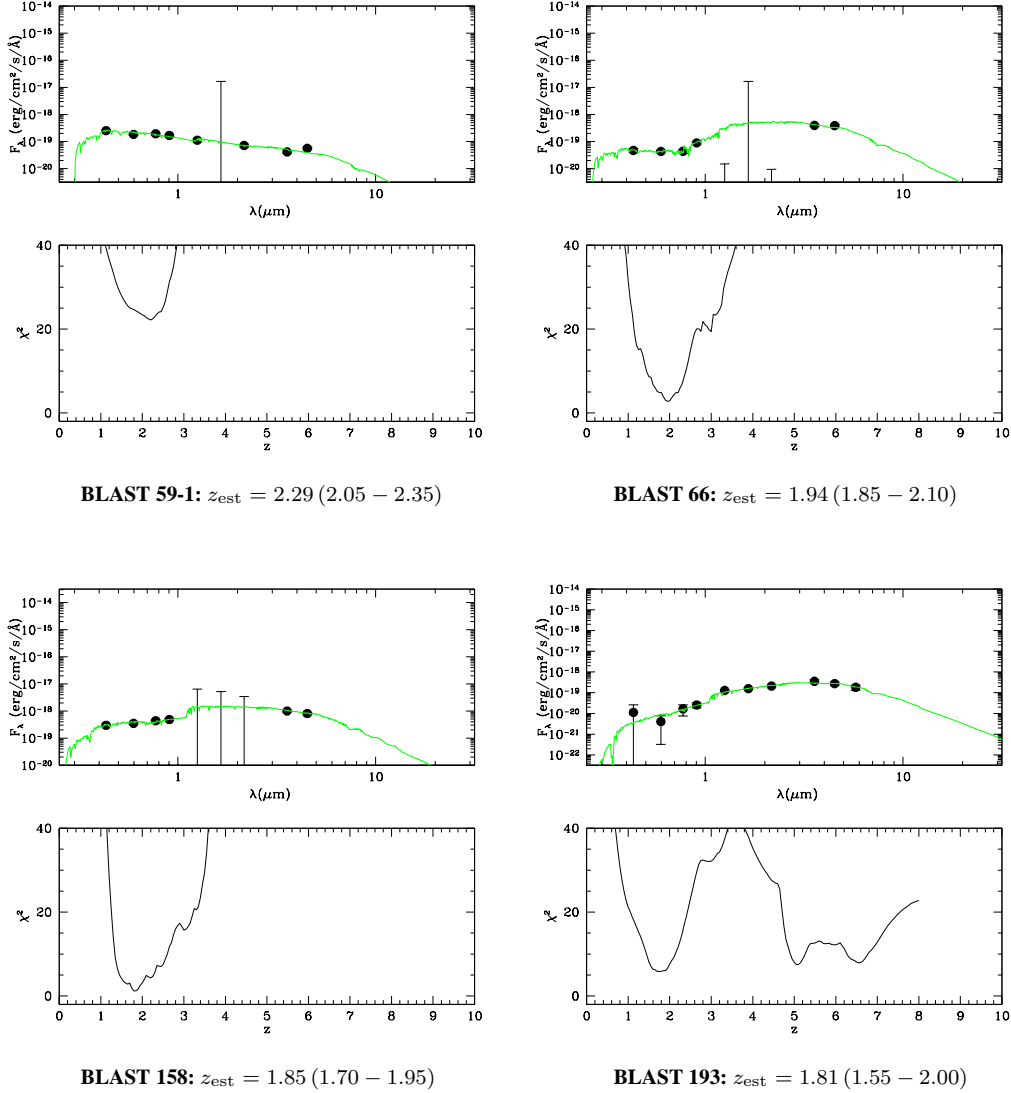 10⁻¹⁴ 10⁻¹⁵ 10⁻¹⁶ 10⁻¹⁷ 10⁻¹⁸ 10⁻¹⁹ 10⁻²⁰
F_λ (erg/cm²/s/Å)
1 10
λ(μm)
40 20 0
χ²
0 1 2 3 4 5 6 7 8 9 10
z
BLAST 59-1: z_est = 2.29 (2.05 − 2.35)
10⁻¹⁴ 10⁻¹⁵ 10⁻¹⁶ 10⁻¹⁷ 10⁻¹⁸ 10⁻¹⁹ 10⁻²⁰
F_λ (erg/cm²/s/Å)
1 10
λ(μm)
40 20 0
χ²
0 1 2 3 4 5 6 7 8 9 10
z
BLAST 66: z_est = 1.94 (1.85 − 2.10)
10⁻¹⁴ 10⁻¹⁵ 10⁻¹⁶ 10⁻¹⁷ 10⁻¹⁸ 10⁻¹⁹ 10⁻²⁰
F_λ (erg/cm²/s/Å)
1 10
λ(μm)
40 20 0
χ²
0 1 2 3 4 5 6 7 8 9 10
z
BLAST 158: z_est = 1.85 (1.70 − 1.95)
10⁻¹⁴ 10⁻¹⁵ 10⁻¹⁶ 10⁻¹⁷ 10⁻¹⁸ 10⁻¹⁹ 10⁻²⁰ 10⁻²¹ 10⁻²²
F_λ (erg/cm²/s/Å)
1 10
λ(μm)
40 20 0
χ²
0 1 2 3 4 5 6 7 8 9 10
z
BLAST 193: z_est = 1.81 (1.55 − 2.00)